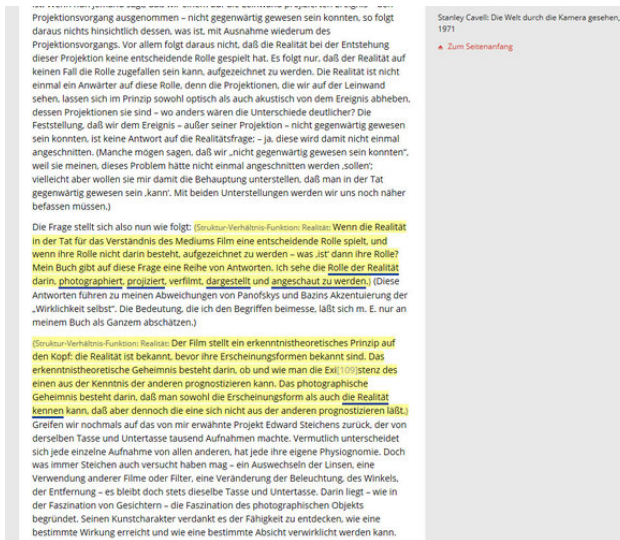 Projektionsvorgang ausgenommen – nicht gegenwärtig gewesen sein konnten, so folgt
daraus nichts hinsichtlich dessen, was ist, mit Ausnahme wiederum des
Projektionsvorgangs. Vor allem folgt daraus nicht, daß die Realität bei der Entstehung
dieser Projektion keine entscheidende Rolle gespielt hat. Es folgt nur, daß der Realität auf
keinen Fall die Rolle zugefallen sein kann, aufgezeichnet zu werden. Die Realität ist nicht
einmal ein Anwärter auf diese Rolle, denn die Projektionen, die wir auf der Leinwand
sehen, lassen sich im Prinzip sowohl optisch als auch akustisch von dem Ereignis abheben,
dessen Projektionen sie sind – wo anders wären die Unterschiede deutlicher? Die
Feststellung, daß wir dem Ereignis – außer seiner Projektion – nicht gegenwärtig gewesen
sein konnten, ist keine Antwort auf die Realitätsfrage; – ja, diese wird damit nicht einmal
angeschnitten. (Manche mögen sagen, daß wir „nicht gegenwärtig gewesen sein konnten",
weil sie meinen, dieses Problem hätte nicht einmal angeschnitten werden ‚sollen';
vielleicht aber wollen sie mir damit die Behauptung unterstellen, daß man in der Tat
gegenwärtig gewesen sein ‚kann'. Mit beiden Unterstellungen werden wir uns noch näher
befassen müssen.)
Die Frage stellt sich also nun wie folgt: (Struktur-Verhältnis-Funktion: Realität: Wenn die Realität
in der Tat für das Verständnis des Mediums Film eine entscheidende Rolle spielt, und
wenn ihre Rolle nicht darin besteht, aufgezeichnet zu werden – was ‚ist' dann ihre Rolle?
Mein Buch gibt auf diese Frage eine Reihe von Antworten. Ich sehe die Rolle der Realität
darin, photographiert, projiziert, verfilmt, dargestellt und angeschaut zu werden.) (Diese
Antworten führen zu meinen Abweichungen von Panofskys und Bazins Akzentuierung der
„Wirklichkeit selbst". Die Bedeutung, die ich den Begriffen beimesse, läßt sich m. E. nur an
meinem Buch als Ganzem abschätzen.)
(Struktur-Verhältnis-Funktion: Realität: Der Film stellt ein erkenntnistheoretisches Prinzip auf
den Kopf: die Realität ist bekannt, bevor ihre Erscheinungsformen bekannt sind. Das
erkenntnistheoretische Geheimnis besteht darin, ob und wie man die Exi[109]stenz des
einen aus der Kenntnis der anderen prognostizieren kann. Das photographische
Geheimnis besteht darin, daß man sowohl die Erscheinungsform als auch die Realität
kennen kann, daß aber dennoch die eine sich nicht aus der anderen prognostizieren läßt.)
Greifen wir nochmals auf das von mir erwähnte Projekt Edward Steichens zurück, der von
derselben Tasse und Untertasse tausend Aufnahmen machte. Vermutlich unterscheidet
sich jede einzelne Aufnahme von allen anderen, hat jede ihre eigene Physiognomie. Doch
was immer Steichen auch versucht haben mag – ein Auswechseln der Linsen, eine
Verwendung anderer Filme oder Filter, eine Veränderung der Beleuchtung, des Winkels,
der Entfernung – es bleibt doch stets dieselbe Tasse und Untertasse. Darin liegt – wie in
der Faszination von Gesichtern – die Faszination des photographischen Objekts
begründet. Seinen Kunstcharakter verdankt es der Fähigkeit zu entdecken, wie eine
bestimmte Wirkung erreicht und wie eine bestimmte Absicht verwirklicht werden kann.
Stanley Cavell: Die Welt durch die Kamera gesehen,
1971
Zum Seitenanfang